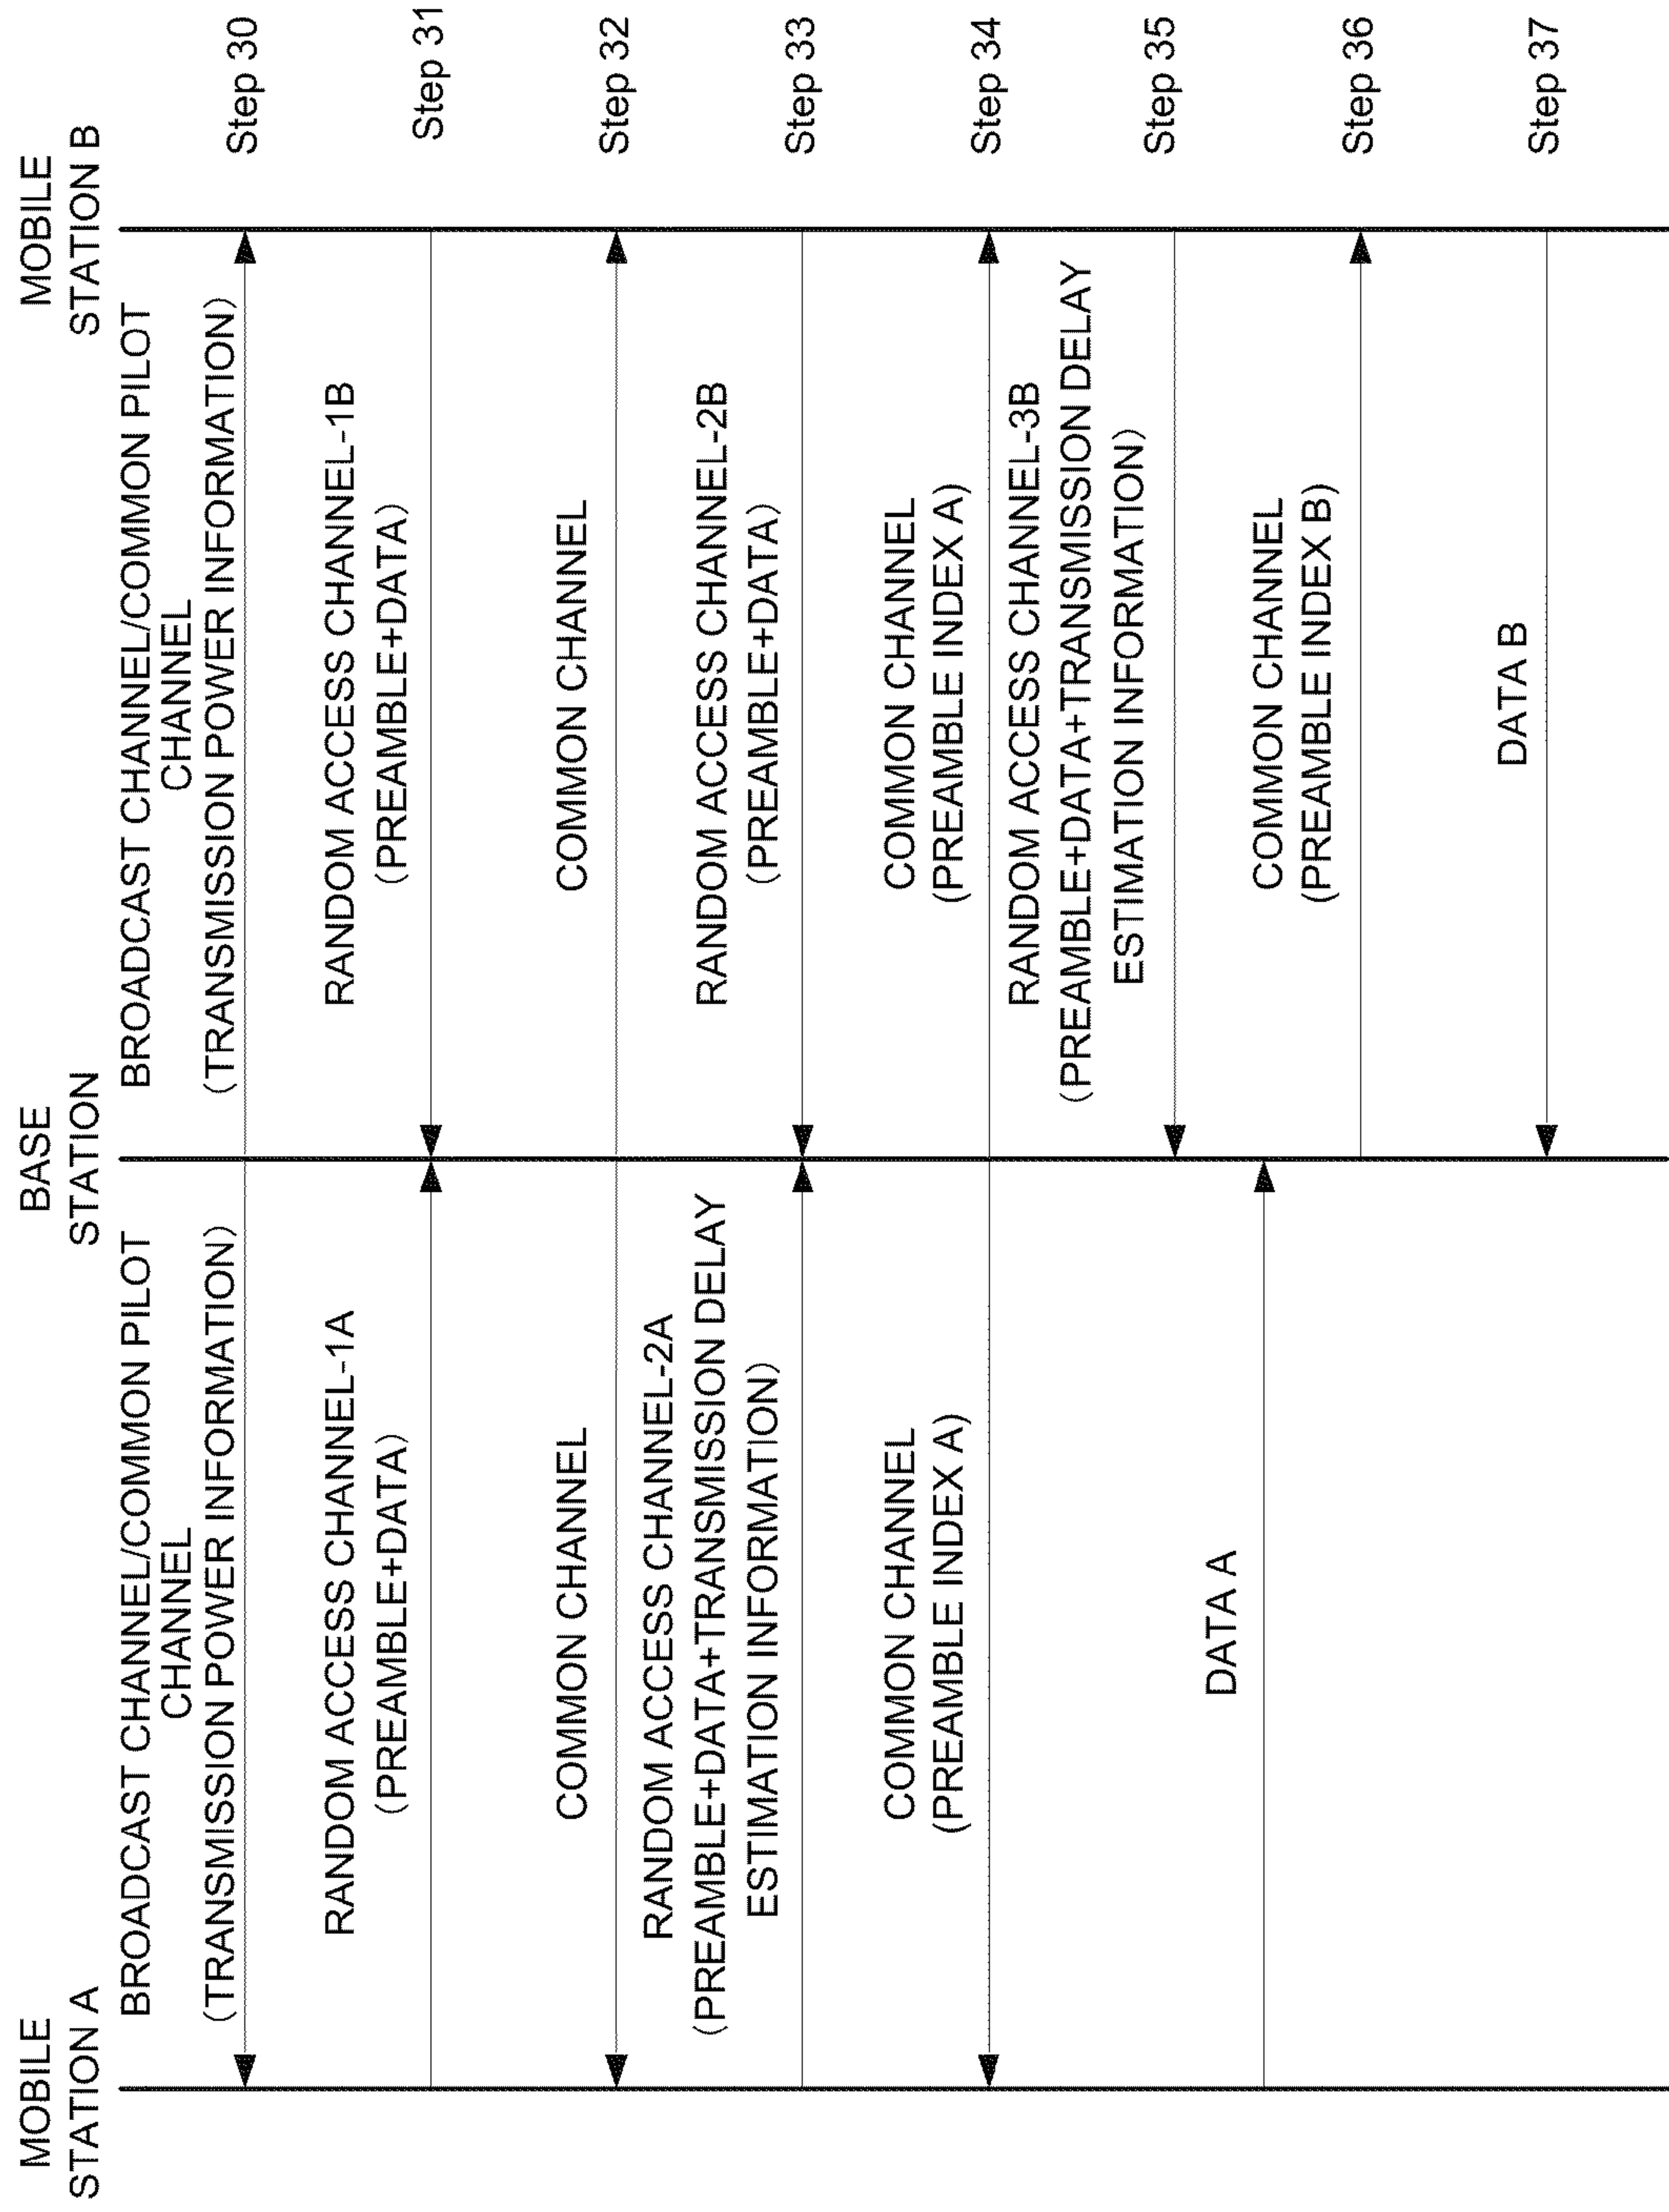 MOBILE
STATION A
BASE
STATION
MOBILE
STATION B
BROADCAST CHANNEL/COMMON PILOT
CHANNEL
(TRANSMISSION POWER INFORMATION)
BROADCAST CHANNEL/COMMON PILOT
CHANNEL
(TRANSMISSION POWER INFORMATION)
Step 30
RANDOM ACCESS CHANNEL-1A
(PREAMBLE+DATA)
RANDOM ACCESS CHANNEL-1B
(PREAMBLE+DATA)
Step 31
COMMON CHANNEL
COMMON CHANNEL
Step 32
RANDOM ACCESS CHANNEL-2A
(PREAMBLE+DATA+TRANSMISSION DELAY
ESTIMATION INFORMATION)
RANDOM ACCESS CHANNEL-2B
(PREAMBLE+DATA)
Step 33
COMMON CHANNEL
(PREAMBLE INDEX A)
COMMON CHANNEL
(PREAMBLE INDEX A)
Step 34
RANDOM ACCESS CHANNEL-3B
(PREAMBLE+DATA+TRANSMISSION DELAY
ESTIMATION INFORMATION)
Step 35
DATA A
COMMON CHANNEL
(PREAMBLE INDEX B)
Step 36
DATA B
Step 37